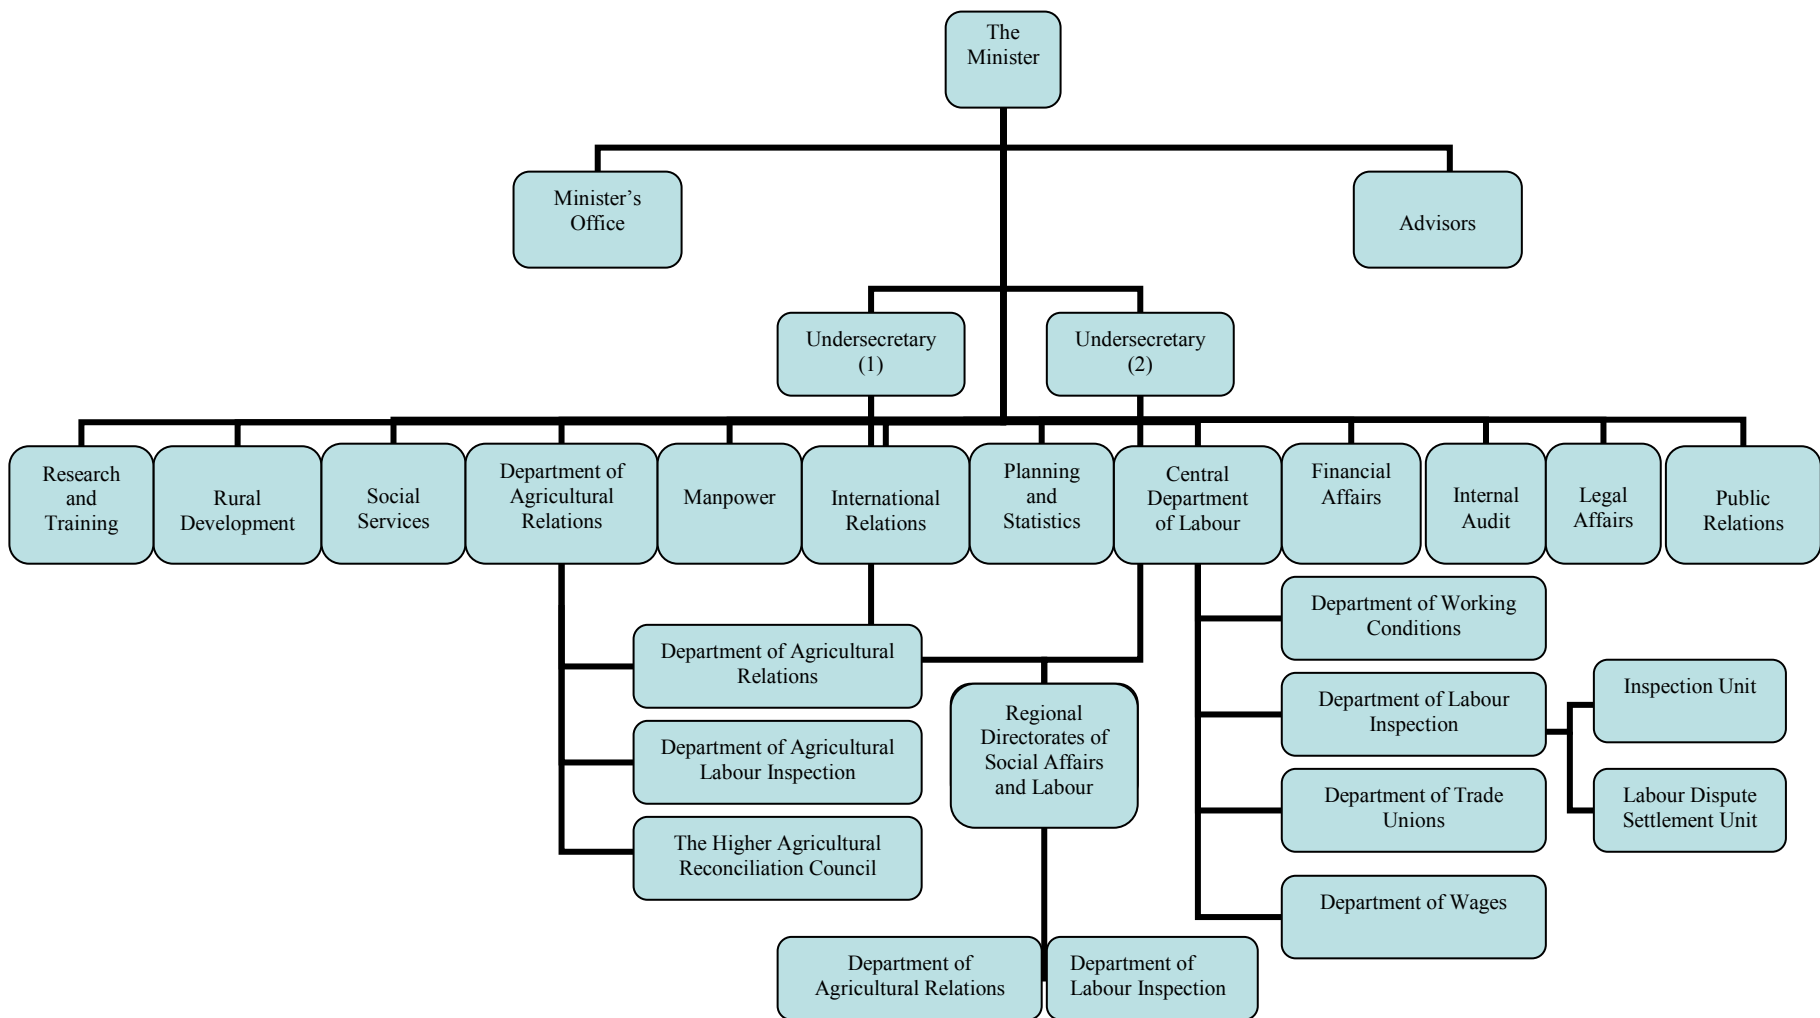 The
Minister
Minister’s
Office
Advisors
Undersecretary
(1)
Undersecretary
(2)
Research
and
Training
Rural
Development
Social
Services
Department of
Agricultural
Relations
Manpower
International
Relations
Planning
and
Statistics
Central
Department
of Labour
Financial
Affairs
Internal
Audit
Legal
Affairs
Public
Relations
Department of Agricultural
Relations
Department of Agricultural
Labour Inspection
The Higher Agricultural
Reconciliation Council
Regional
Directorates of
Social Affairs
and Labour
Department of Working
Conditions
Department of Labour
Inspection
Department of Trade
Unions
Department of Wages
Inspection Unit
Labour Dispute
Settlement Unit
Department of
Agricultural Relations
Department of
Labour Inspection